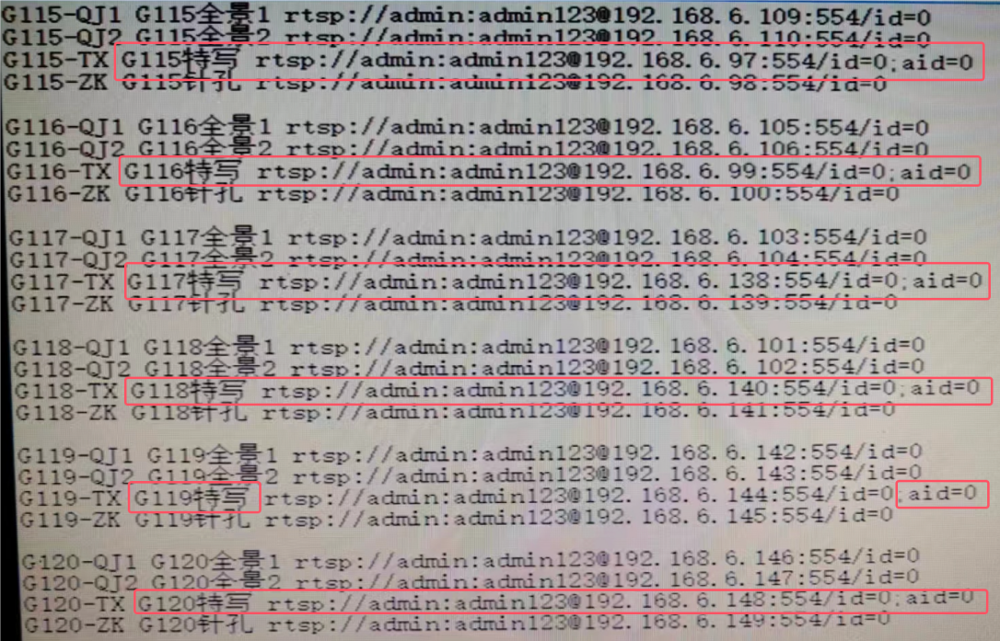 G115-QJ1 G115全景1 rtsp://admin:admin123@192.168.6.109:554/id=0
G115-QJ2 G115全景2 rtsp://admin:admin123@192.168.6.110:554/id=0
G115-TX G115特写 rtsp://admin:admin123@192.168.6.97:554/id=0;aid=0
G115-ZK G115针孔 rtsp://admin:admin123@192.168.6.98:554/id=0
G116-QJ1 G116全景1 rtsp://admin:admin123@192.168.6.105:554/id=0
G116-QJ2 G116全景2 rtsp://admin:admin123@192.168.6.106:554/id=0
G116-TX G116特写 rtsp://admin:admin123@192.168.6.99:554/id=0;aid=0
G116-ZK G116针孔 rtsp://admin:admin123@192.168.6.100:554/id=0
G117-QJ1 G117全景1 rtsp://admin:admin123@192.168.6.103:554/id=0
G117-QJ2 G117全景2 rtsp://admin:admin123@192.168.6.104:554/id=0
G117-TX G117特写 rtsp://admin:admin123@192.168.6.138:554/id=0;aid=0
G117-ZK G117针孔 rtsp://admin:admin123@192.168.6.139:554/id=0
G118-QJ1 G118全景1 rtsp://admin:admin123@192.168.6.101:554/id=0
G118-QJ2 G118全景2 rtsp://admin:admin123@192.168.6.102:554/id=0
G118-TX G118特写 rtsp://admin:admin123@192.168.6.140:554/id=0;aid=0
G118-ZK G118针孔 rtsp://admin:admin123@192.168.6.141:554/id=0
G119-QJ1 G119全景1 rtsp://admin:admin123@192.168.6.142:554/id=0
G119-QJ2 G119全景2 rtsp://admin:admin123@192.168.6.143:554/id=0
G119-TX G119特写 rtsp://admin:admin123@192.168.6.144:554/id=0;aid=0
G119-ZK G119针孔 rtsp://admin:admin123@192.168.6.145:554/id=0
G120-QJ1 G120全景1 rtsp://admin:admin123@192.168.6.146:554/id=0
G120-QJ2 G120全景2 rtsp://admin:admin123@192.168.6.147:554/id=0
G120-TX G120特写 rtsp://admin:admin123@192.168.6.148:554/id=0;aid=0
G120-ZK G120针孔 rtsp://admin:admin123@192.168.6.149:554/id=0